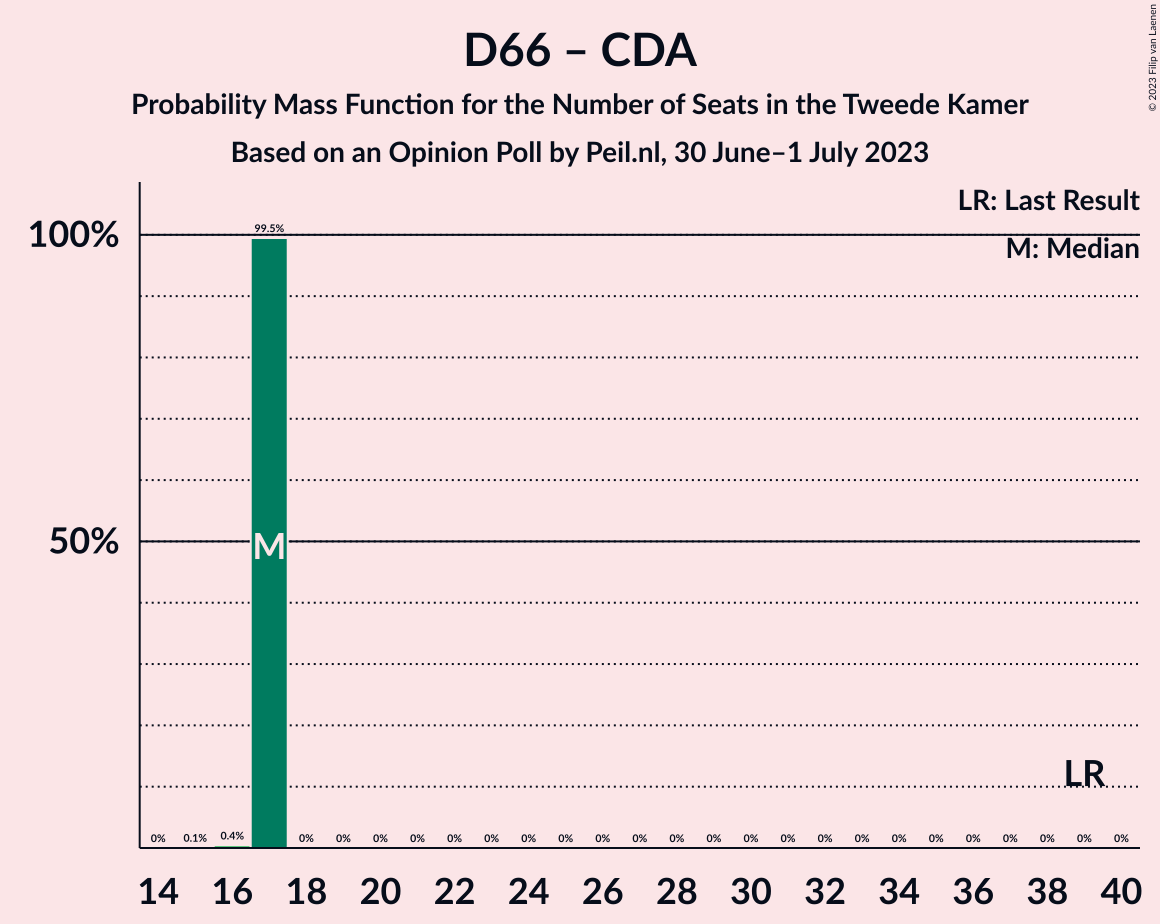 D66 – CDA
Probability Mass Function for the Number of Seats in the Tweede Kamer
Based on an Opinion Poll by Peil.nl, 30 June–1 July 2023
© 2023 Filip van Laenen
LR: Last Result
M: Median
100%
50%
99.5%
M
LR
0% 0.1% 0.4% 0% 0% 0% 0% 0% 0% 0% 0% 0% 0% 0% 0% 0% 0% 0% 0% 0% 0% 0% 0% 0% 0% 0%
14 16 18 20 22 24 26 28 30 32 34 36 38 40